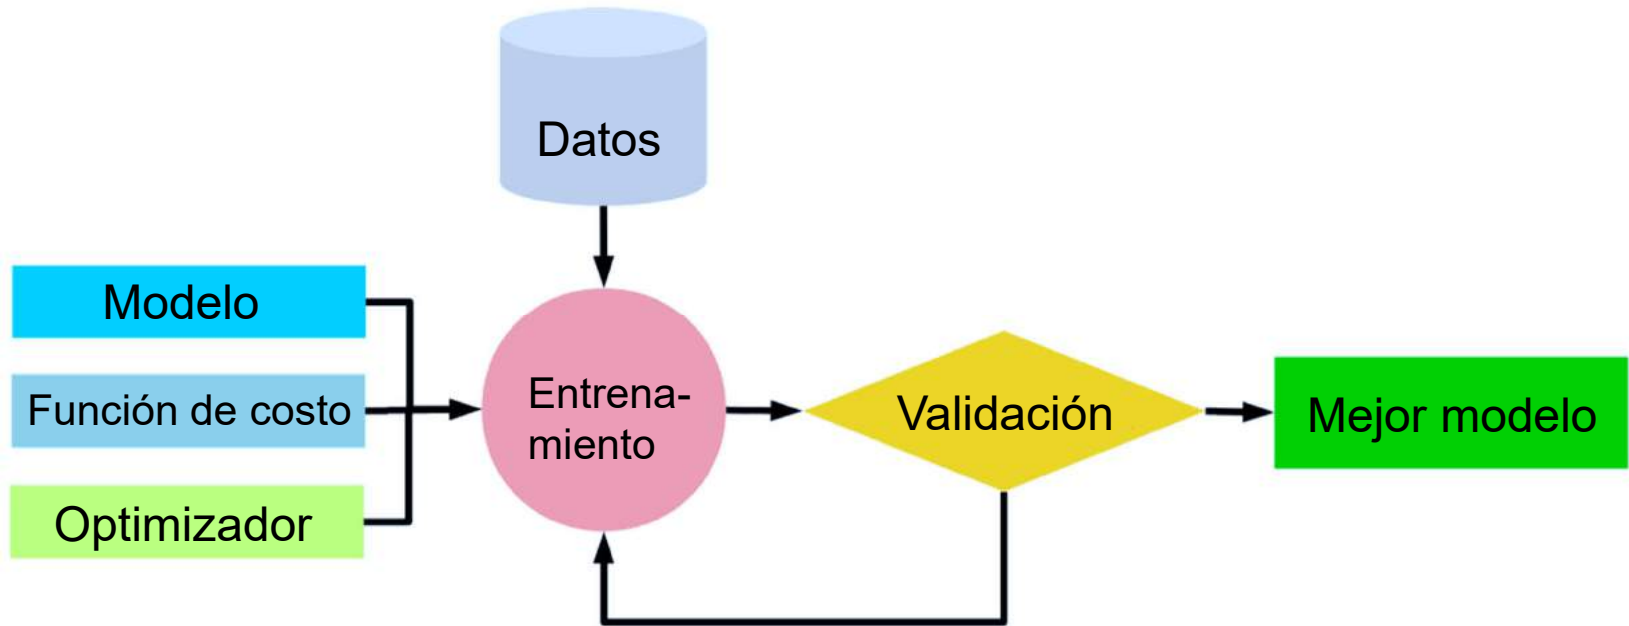 Datos
Modelo
Función de costo
Optimizador
Entrena-
miento
Validación
Mejor modelo